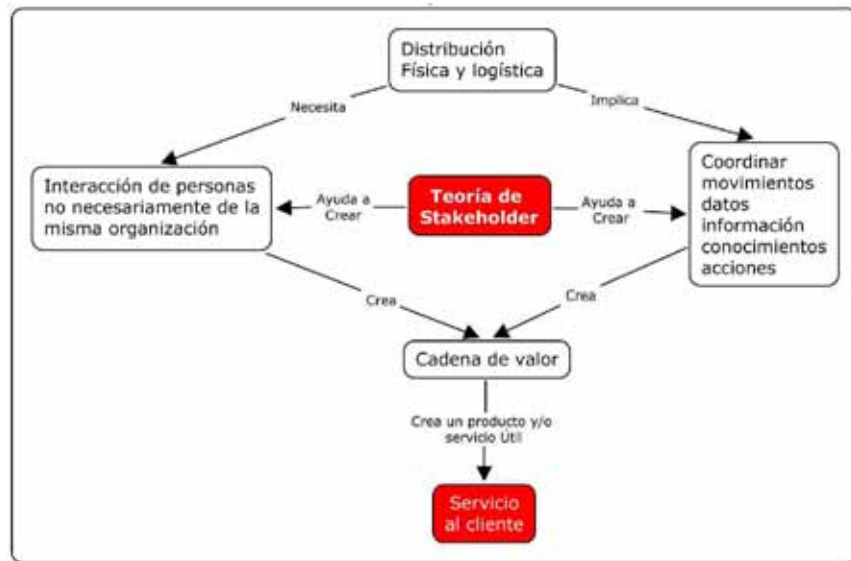 Distribución
Física y logística
Necesita
Implica
Interacción de personas
no necesariamente de la
misma organización
Ayuda a
Crear
Teoría de
Stakeholder
Ayuda a
Crear
Coordinar
movimientos
datos
información
conocimientos
acciones
Crea
Crea
Cadena de valor
Crea un producto y/o
servicio Útil
Servicio
al cliente